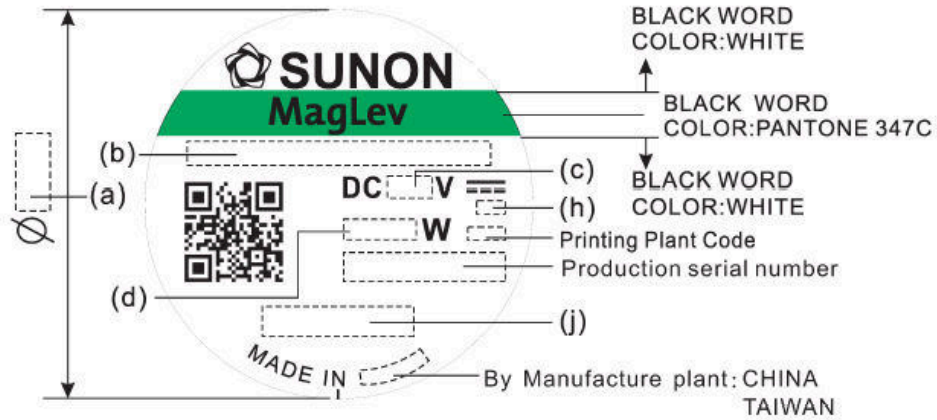 BLACK WORD
COLOR:WHITE
SUNON
MagLev
BLACK WORD
COLOR:PANTONE 347C
(b)
(c)
DC V
BLACK WORD
COLOR:WHITE
(a)
(h)
Ø
W
Printing Plant Code
Production serial number
(d)
(j)
MADE IN
By Manufacture plant: CHINA
TAIWAN